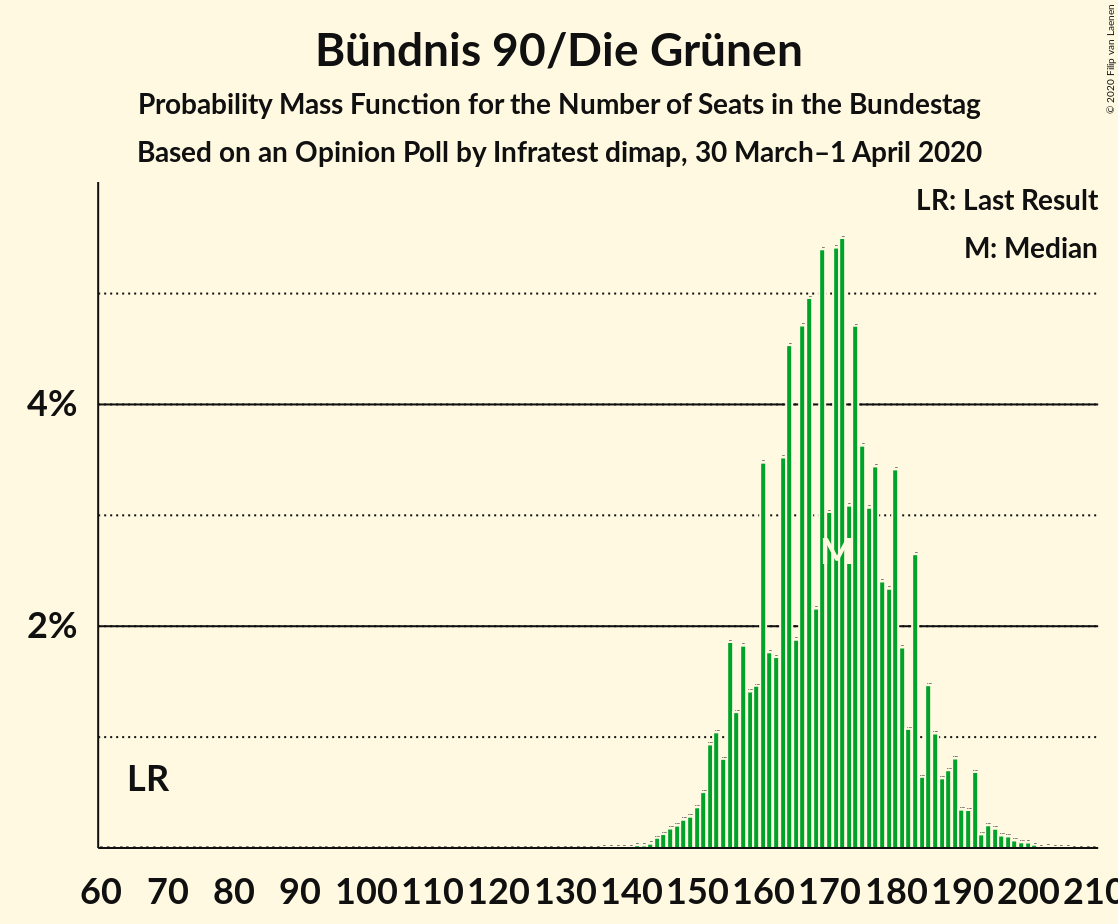 Bündnis 90/Die Grünen
Probability Mass Function for the Number of Seats in the Bundestag
Based on an Opinion Poll by Infratest dimap, 30 March–1 April 2020
© 2020 Filip van Laenen
LR: Last Result
M: Median
4%
2%
M
LR
60 70 80 90 100 110 120 130 140 150 160 170 180 190 200 210